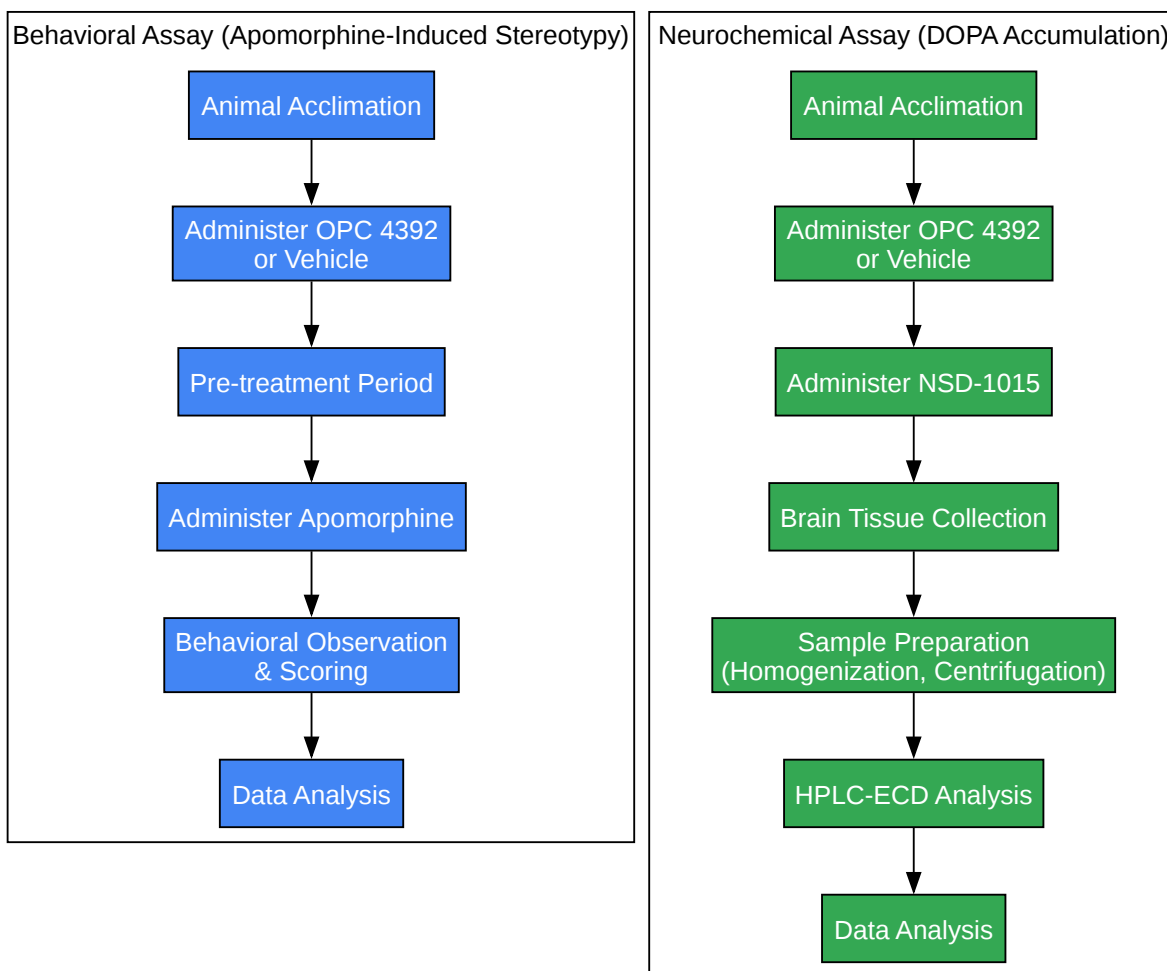 Behavioral Assay (Apomorphine-Induced Stereotypy)
Animal Acclimation
Administer OPC 4392
or Vehicle
Pre-treatment Period
Administer Apomorphine
Behavioral Observation
& Scoring
Data Analysis
Neurochemical Assay (DOPA Accumulation)
Animal Acclimation
Administer OPC 4392
or Vehicle
Administer NSD-1015
Brain Tissue Collection
Sample Preparation
(Homogenization, Centrifugation)
HPLC-ECD Analysis
Data Analysis